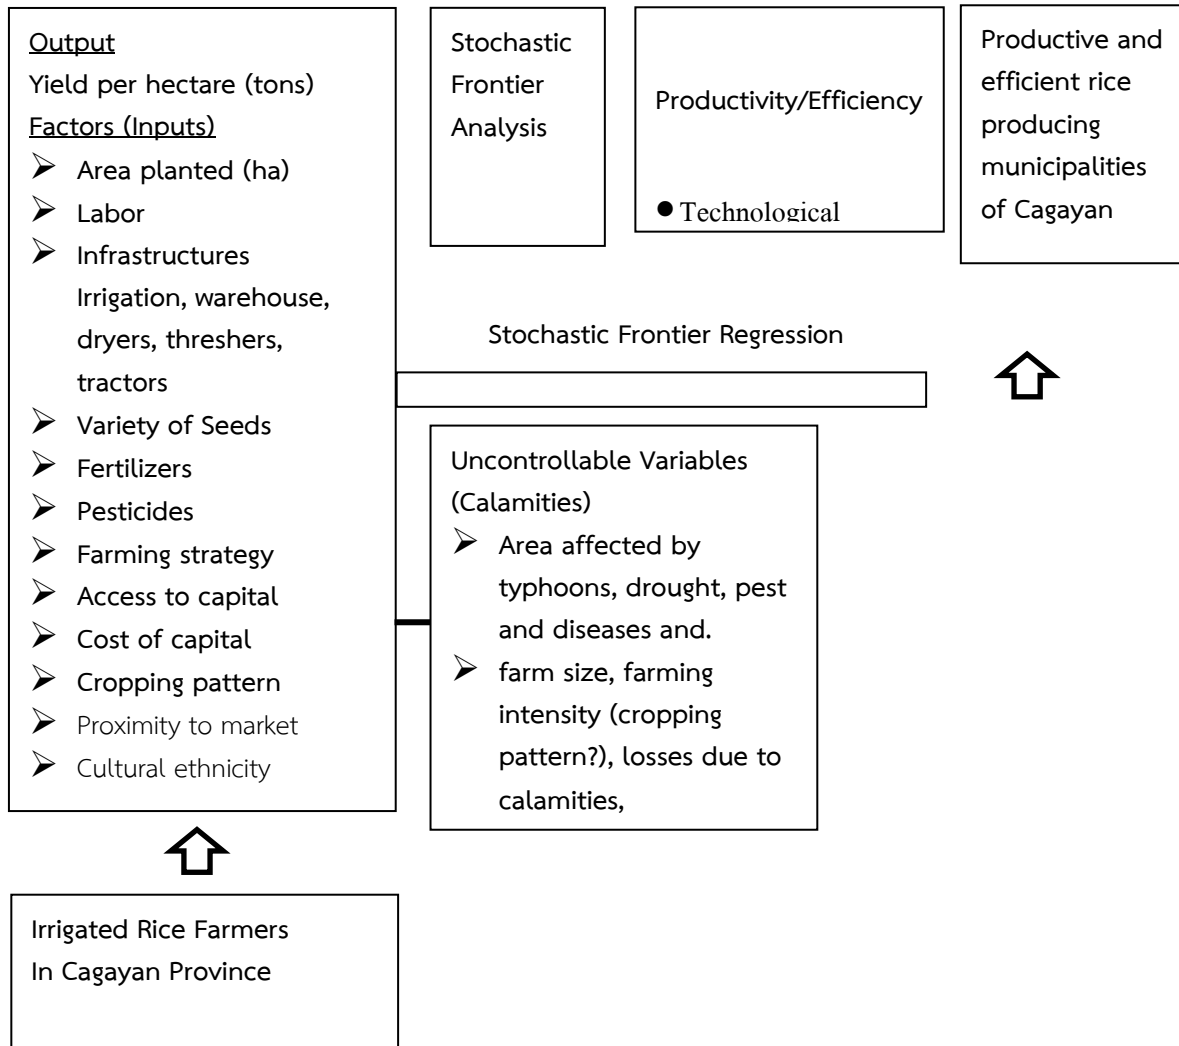 Output
Yield per hectare (tons)
Factors (Inputs)
➢ Area planted (ha)
➢ Labor
➢ Infrastructures
Irrigation, warehouse,
dryers, threshers,
tractors
➢ Variety of Seeds
➢ Fertilizers
➢ Pesticides
➢ Farming strategy
➢ Access to capital
➢ Cost of capital
➢ Cropping pattern
➢ Proximity to market
➢ Cultural ethnicity
Stochastic
Frontier
Analysis
Productivity/Efficiency
● Technological
Productive and
efficient rice
producing
municipalities
of Cagayan
Stochastic Frontier Regression
Uncontrollable Variables
(Calamities)
➢ Area affected by
typhoons, drought, pest
and diseases and.
➢ farm size, farming
intensity (cropping
pattern?), losses due to
calamities,
Irrigated Rice Farmers
In Cagayan Province